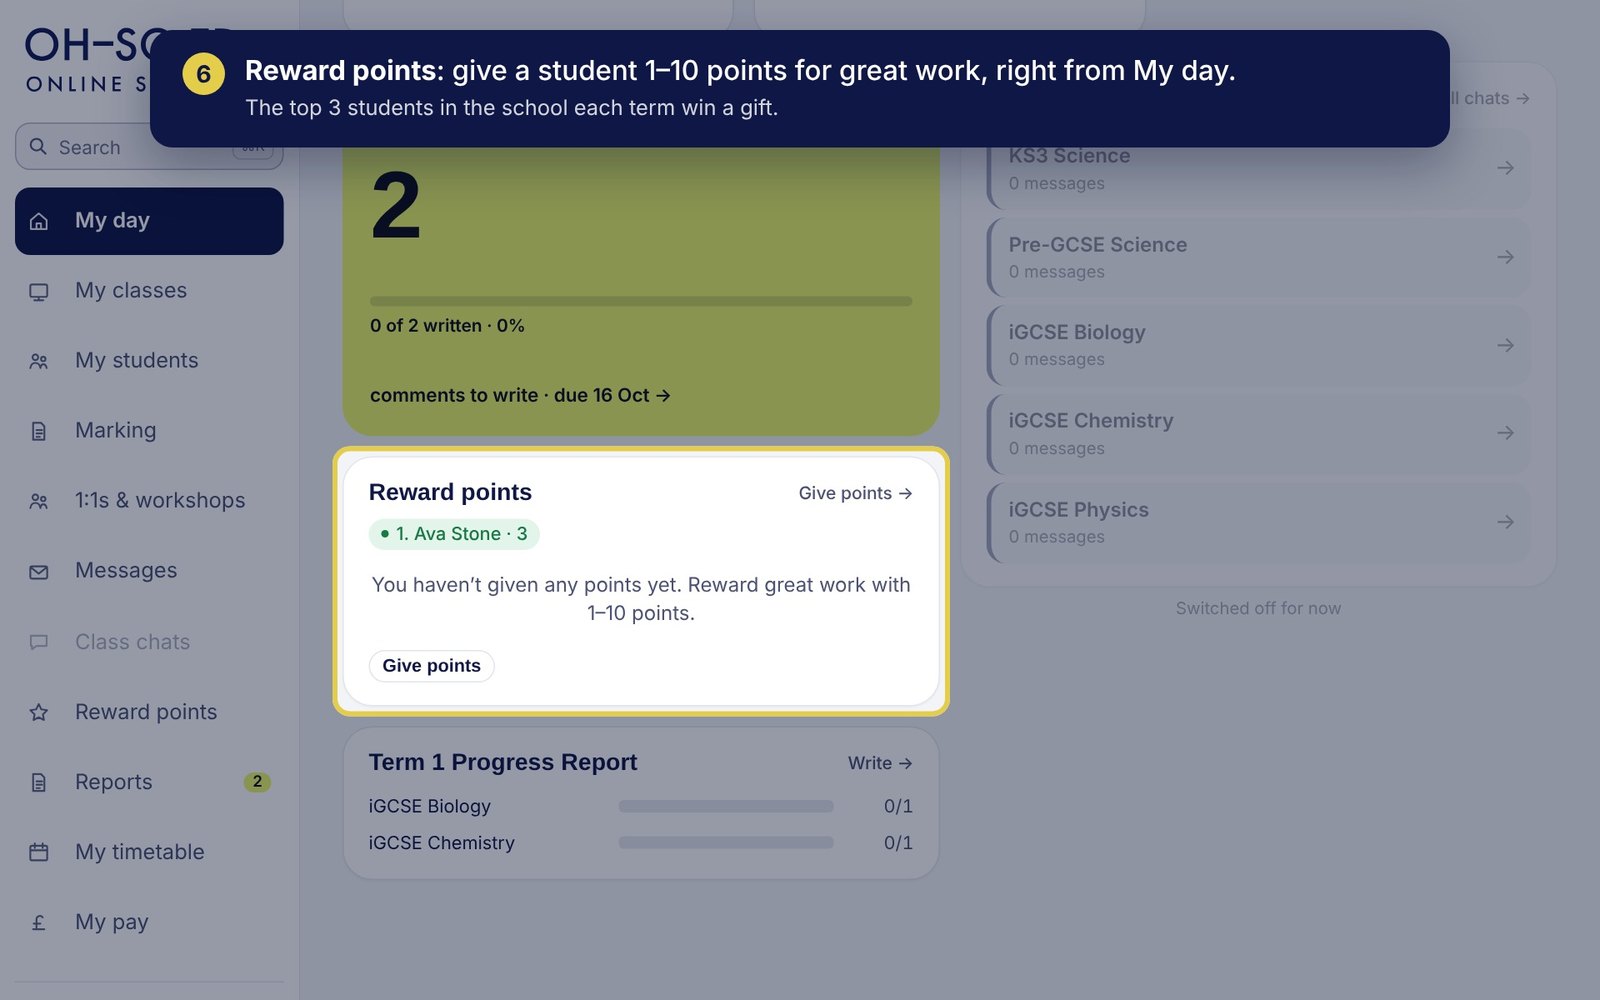 6
Reward points: give a student 1–10 points for great work, right from My day.
The top 3 students in the school each term win a gift.
ONLINE
Search
My day
My classes
My students
Marking
1:1s & workshops
Messages
Class chats
Reward points
Reports 2
My timetable
My pay
2
0 of 2 written · 0%
comments to write · due 16 Oct →
Reward points
Give points →
1. Ava Stone · 3
You haven’t given any points yet. Reward great work with
1–10 points.
Give points
Term 1 Progress Report
Write →
iGCSE Biology 0/1
iGCSE Chemistry 0/1
chats →
KS3 Science
0 messages
→
Pre-GCSE Science
0 messages
→
iGCSE Biology
0 messages
→
iGCSE Chemistry
0 messages
→
iGCSE Physics
0 messages
→
Switched off for now